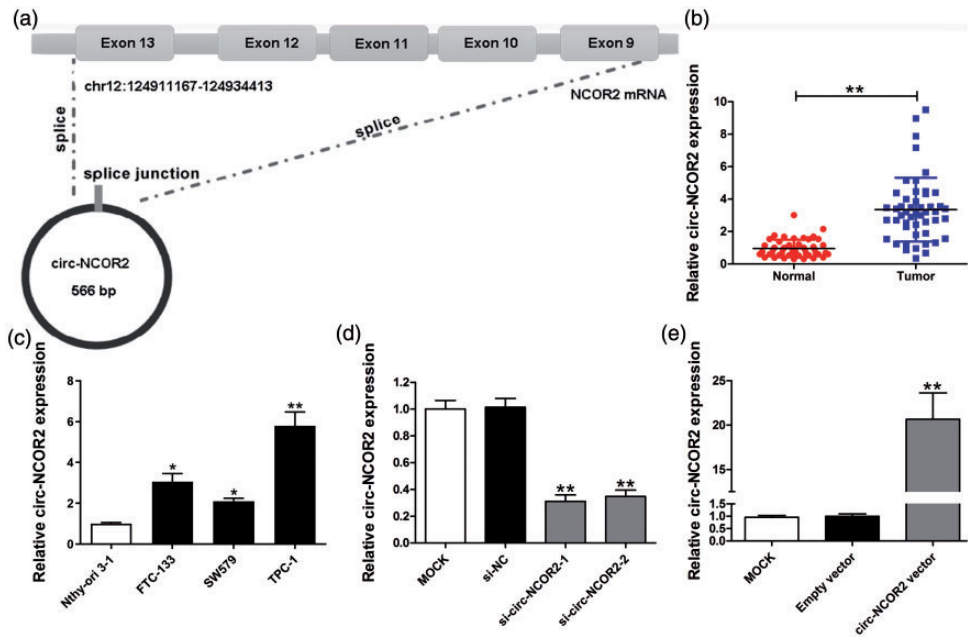 (a)
Exon 13 Exon 12 Exon 11 Exon 10 Exon 9
chr12:124911167-124934413
NCOR2 mRNA
splice
splice
splice junction
circ-NCOR2
566 bp
(b)
Relative circ-NCOR2 expression
10
8
6
4
2
0
**
Normal Tumor
(c)
Relative circ-NCOR2 expression
8
6
4
2
0
*
*
**
Nthy-ori 3-1
FTC-133
SW579
TPC-1
(d)
Relative circ-NCOR2 expression
1.2
1.0
0.8
0.6
0.4
0.2
0.0
**
**
MOCK
si-NC
si-circ-NCOR2-1
si-circ-NCOR2-2
(e)
Relative circ-NCOR2 expression
25
20
15
10
1.5
1.0
0.5
0.0
**
MOCK
Empty vector
circ-NCOR2 vector